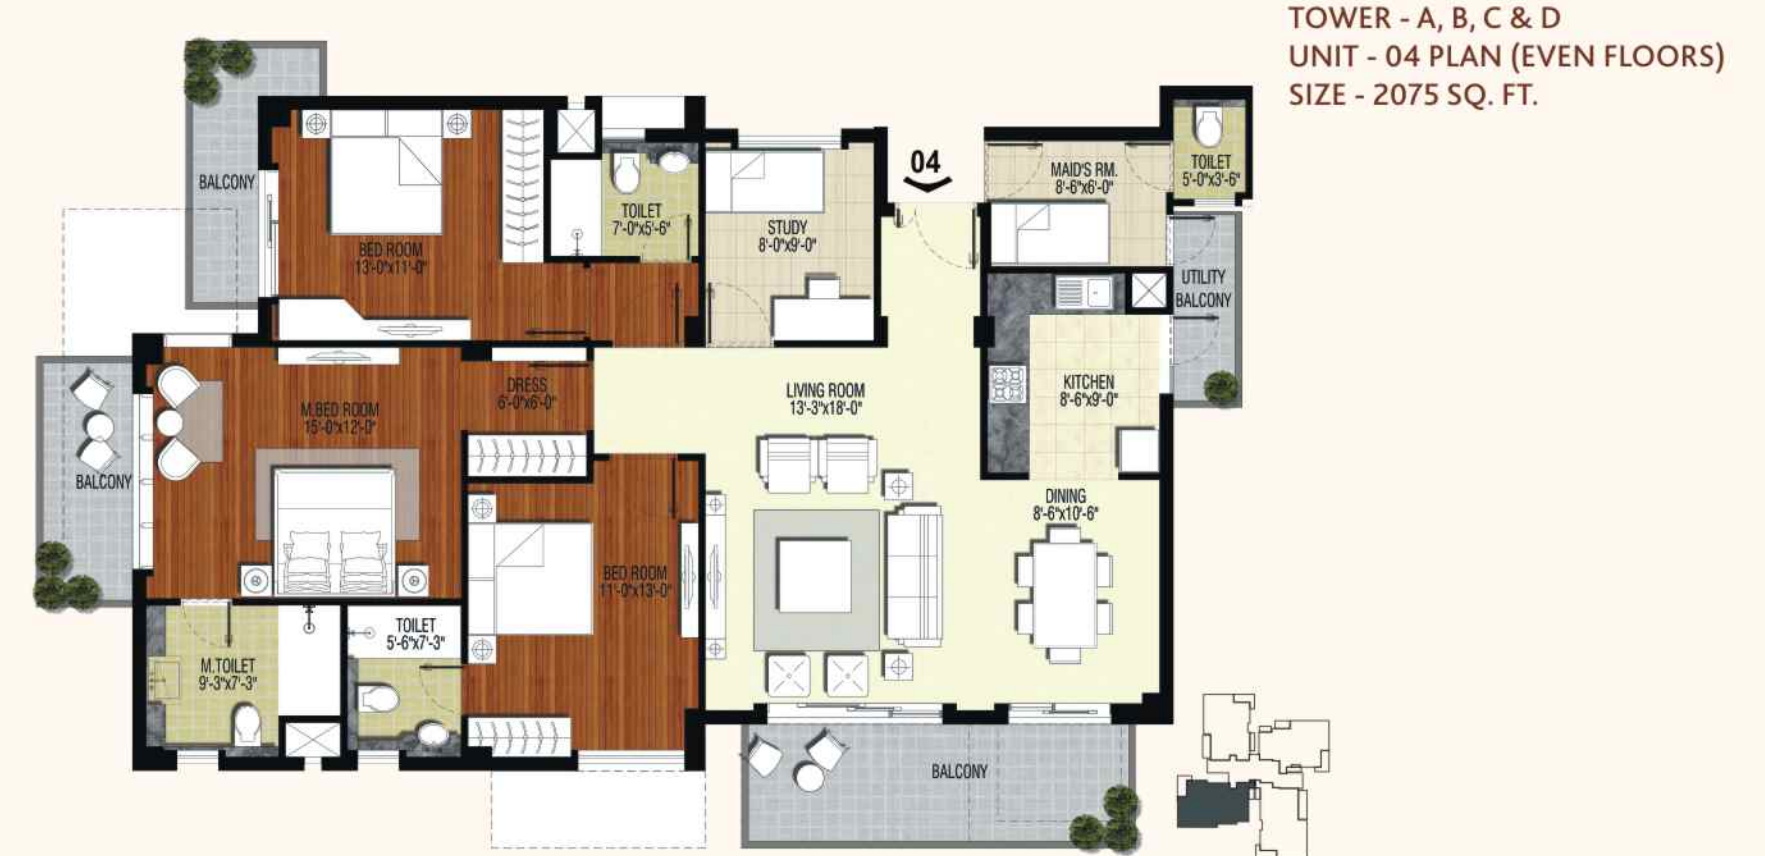 TOWER - A, B, C & D
UNIT - 04 PLAN (EVEN FLOORS)
SIZE - 2075 SQ. FT.
BALCONY
BED ROOM
13'-0"x11'-0"
TOILET
7'-0"x5'-6"
STUDY
8'-0"x9'-0"
04
MAID'S RM.
8'-6"x6'-0"
TOILET
5'-0"x3'-6"
UTILITY
BALCONY
M.BED ROOM
15'-0"x12'-0"
DRESS
6'-0"x6'-0"
LIVING ROOM
13'-3"x18'-0"
KITCHEN
8'-6"x9'-0"
BALCONY
DINING
8'-6"x10'-6"
BED ROOM
11'-0"x13'-0"
TOILET
5'-6"x7'-3"
M.TOILET
9'-3"x7'-3"
BALCONY